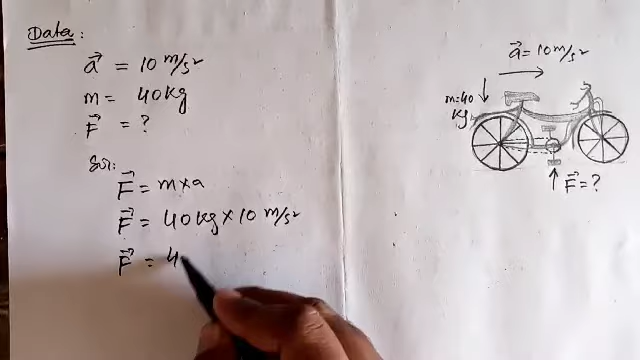 Data:
a⃗ = 10 m/s²
m = 40 kg
F⃗ = ?
Sol:
F⃗ = m x a
F⃗ = 40 kg x 10 m/s²
F⃗ = 4
a⃗ = 10 m/s²
m=40
kg
F⃗ = ?